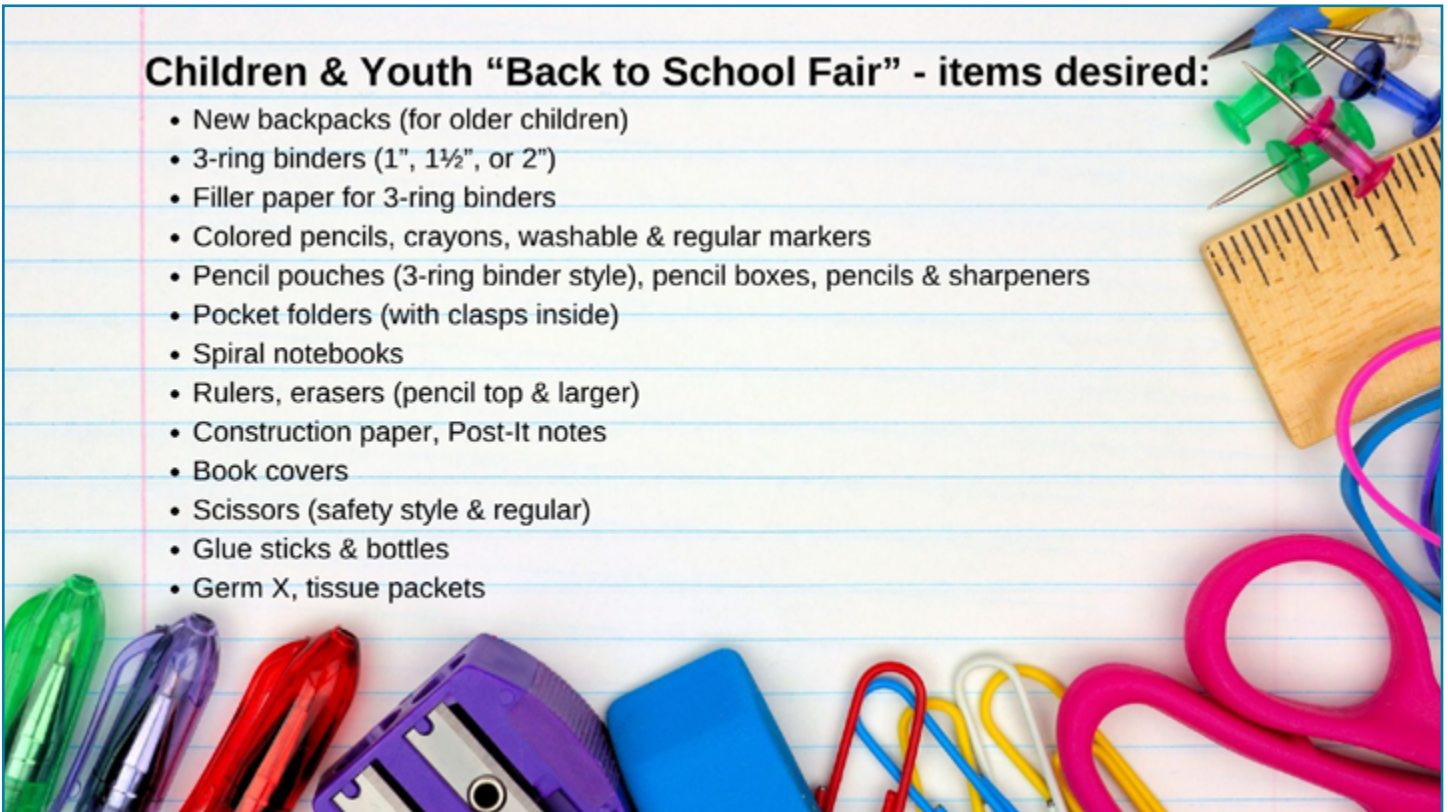 Children & Youth “Back to School Fair” - items desired:
• New backpacks (for older children)
• 3-ring binders (1”, 1½”, or 2”)
• Filler paper for 3-ring binders
• Colored pencils, crayons, washable & regular markers
• Pencil pouches (3-ring binder style), pencil boxes, pencils & sharpeners
• Pocket folders (with clasps inside)
• Spiral notebooks
• Rulers, erasers (pencil top & larger)
• Construction paper, Post-It notes
• Book covers
• Scissors (safety style & regular)
• Glue sticks & bottles
• Germ X, tissue packets
1